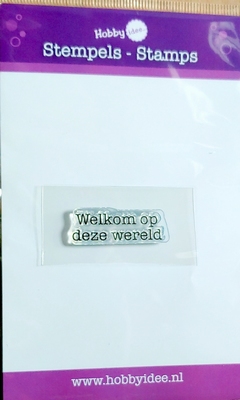 Hobby idee
Stempels - Stamps
Welkom op
deze wereld
www.hobbyidee.nl